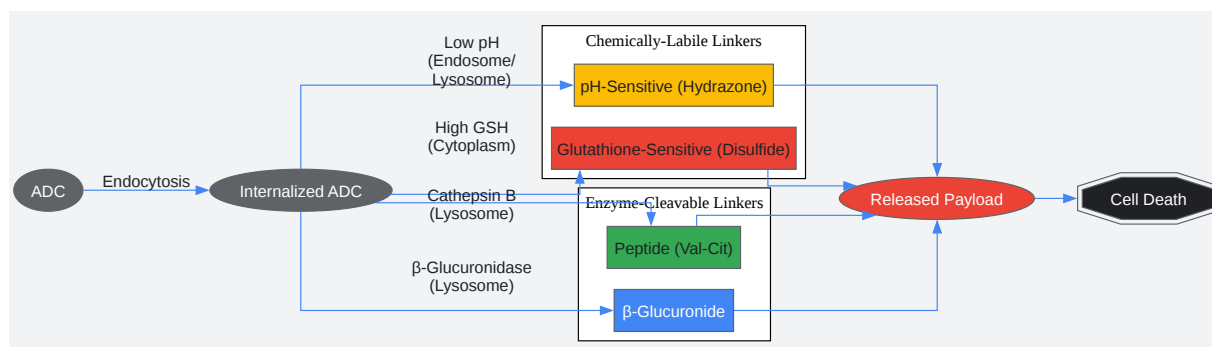 ADC
Endocytosis
Internalized ADC
Low pH
(Endosome/
Lysosome)
High GSH
(Cytoplasm)
Cathepsin B
(Lysosome)
β-Glucuronidase
(Lysosome)
Chemically-Labile Linkers
pH-Sensitive (Hydrazone)
Glutathione-Sensitive (Disulfide)
Enzyme-Cleavable Linkers
Peptide (Val-Cit)
β-Glucuronide
Released Payload
Cell Death